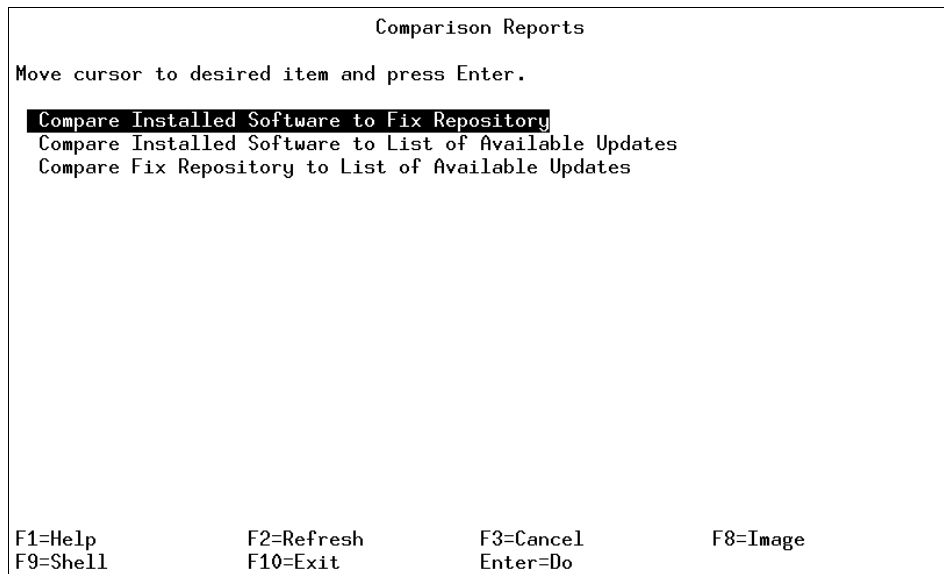 Comparison Reports
Move cursor to desired item and press Enter.
Compare Installed Software to Fix Repository
Compare Installed Software to List of Available Updates
Compare Fix Repository to List of Available Updates
F1=Help F2=Refresh F3=Cancel F8=Image
F9=Shell F10=Exit Enter=Do